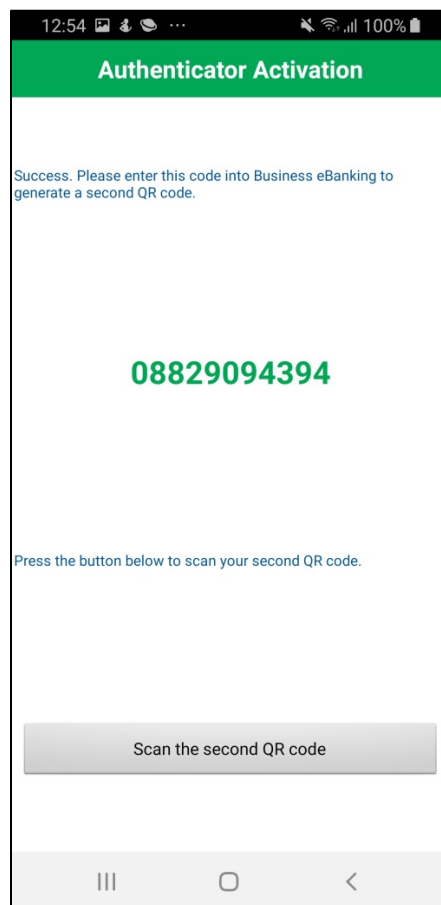 12:54 ... 100%
Authenticator Activation
Success. Please enter this code into Business eBanking to
generate a second QR code.
08829094394
Press the button below to scan your second QR code.
Scan the second QR code